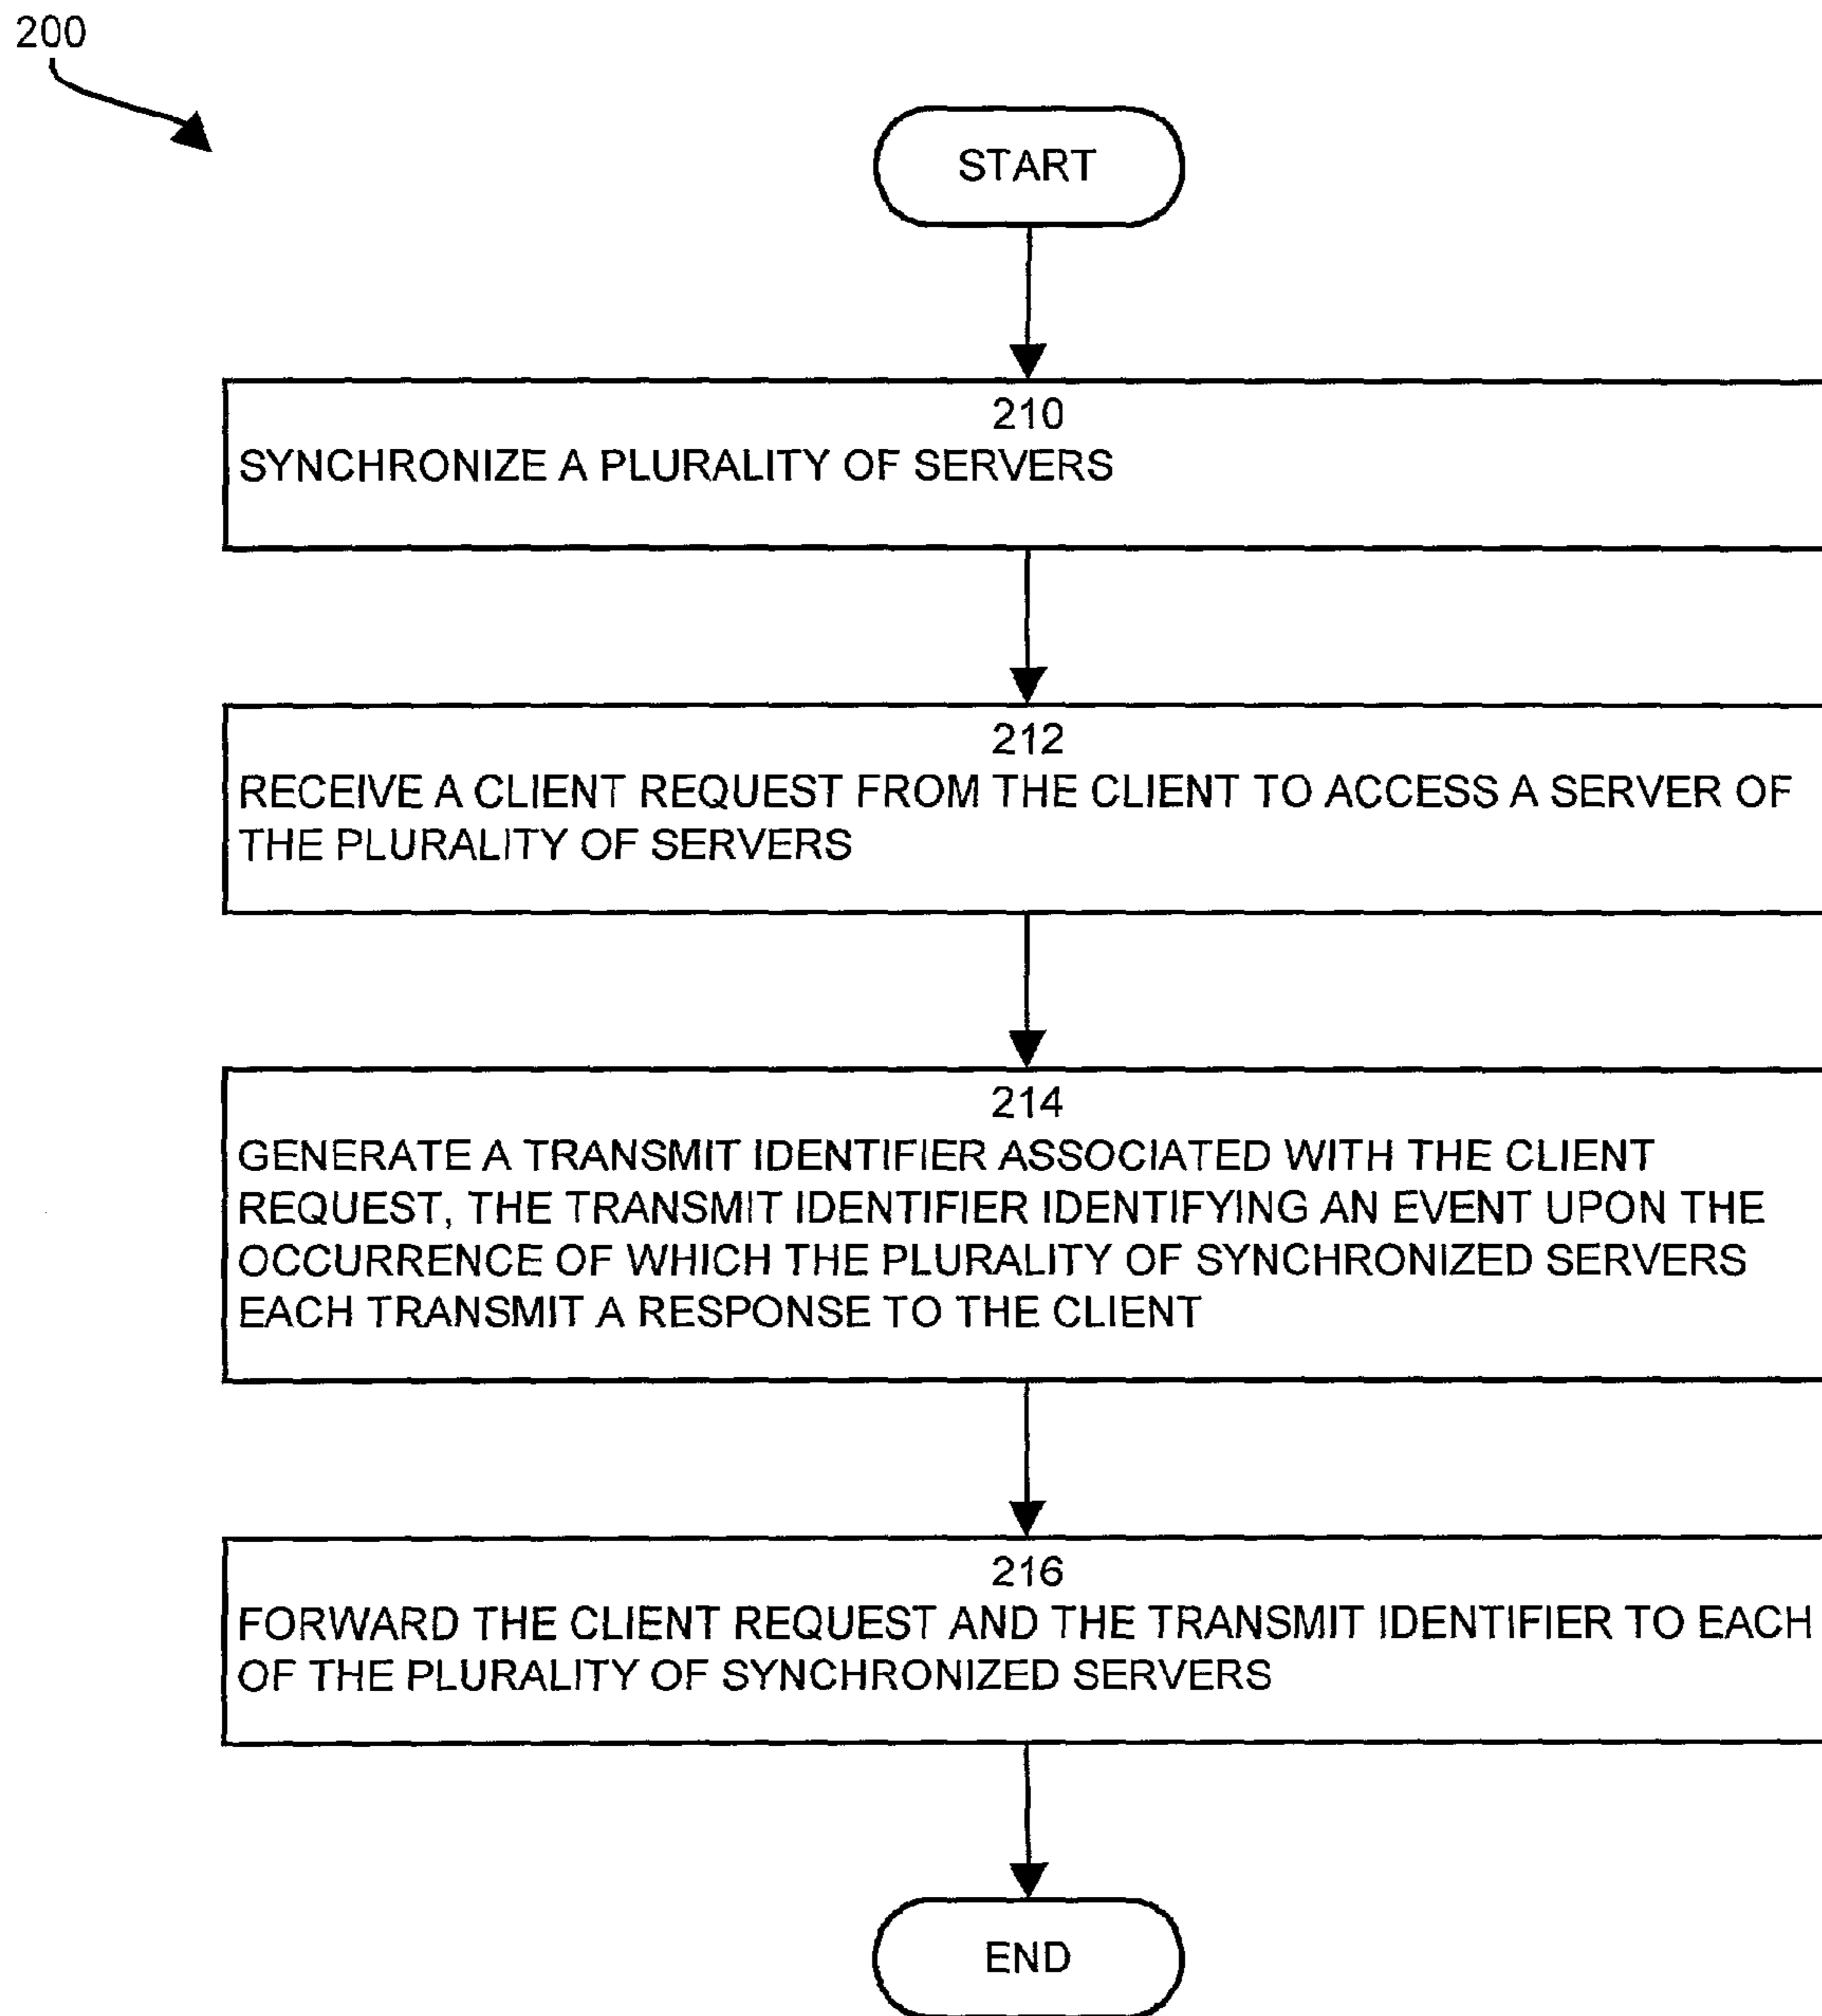 200
START
210
SYNCHRONIZE A PLURALITY OF SERVERS
212
RECEIVE A CLIENT REQUEST FROM THE CLIENT TO ACCESS A SERVER OF
THE PLURALITY OF SERVERS
214
GENERATE A TRANSMIT IDENTIFIER ASSOCIATED WITH THE CLIENT
REQUEST, THE TRANSMIT IDENTIFIER IDENTIFYING AN EVENT UPON THE
OCCURRENCE OF WHICH THE PLURALITY OF SYNCHRONIZED SERVERS
EACH TRANSMIT A RESPONSE TO THE CLIENT
216
FORWARD THE CLIENT REQUEST AND THE TRANSMIT IDENTIFIER TO EACH
OF THE PLURALITY OF SYNCHRONIZED SERVERS
END